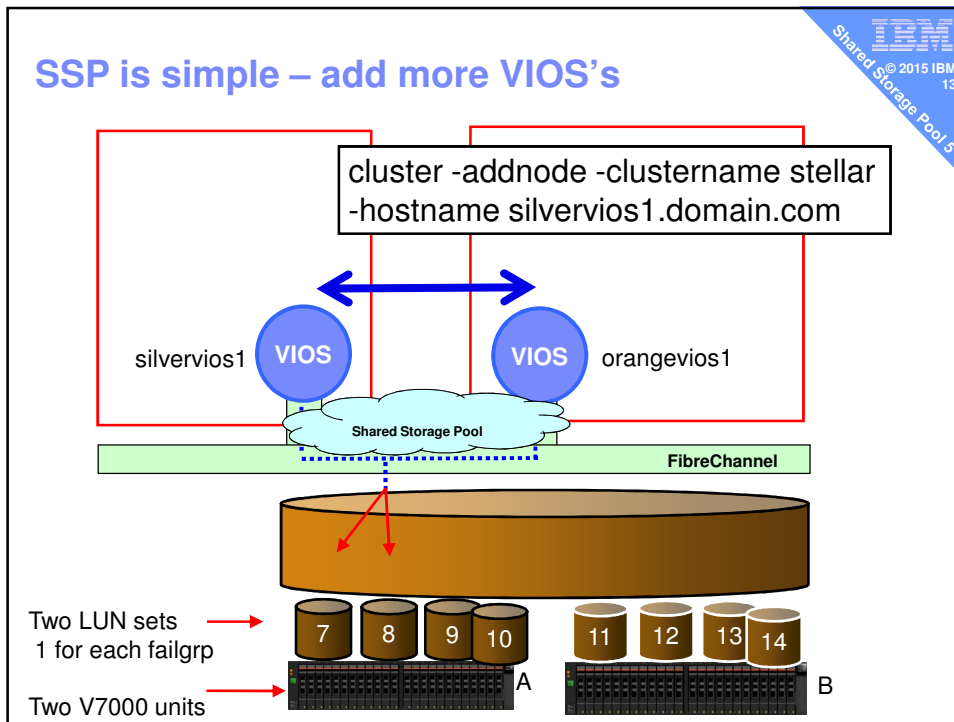 SSP is simple – add more VIOS's
IBM
© 2015 IBM
13
Shared Storage Pool 5
cluster -addnode -clustername stellar
-hostname silvervios1.domain.com
silvervios1
VIOS
VIOS
orangevios1
Shared Storage Pool
FibreChannel
Two LUN sets
1 for each failgrp
7
8
9
10
11
12
13
14
Two V7000 units
A
B